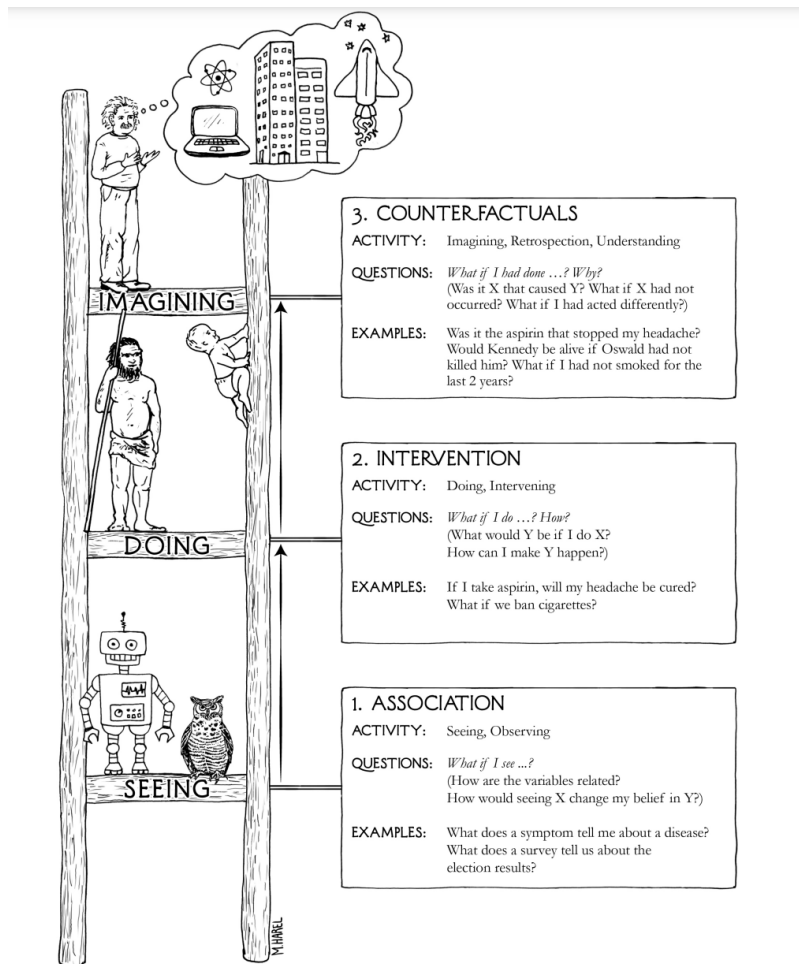 3. COUNTERFACTUALS
ACTIVITY: Imagining, Retrospection, Understanding
QUESTIONS: What if I had done …? Why?
(Was it X that caused Y? What if X had not
occurred? What if I had acted differently?)
EXAMPLES: Was it the aspirin that stopped my headache?
Would Kennedy be alive if Oswald had not
killed him? What if I had not smoked for the
last 2 years?
IMAGINING
2. INTERVENTION
ACTIVITY: Doing, Intervening
QUESTIONS: What if I do …? How?
(What would Y be if I do X?
How can I make Y happen?)
EXAMPLES: If I take aspirin, will my headache be cured?
What if we ban cigarettes?
DOING
1. ASSOCIATION
ACTIVITY: Seeing, Observing
QUESTIONS: What if I see ...?
(How are the variables related?
How would seeing X change my belief in Y?)
EXAMPLES: What does a symptom tell me about a disease?
What does a survey tell us about the
election results?
SEEING
M.HAREL